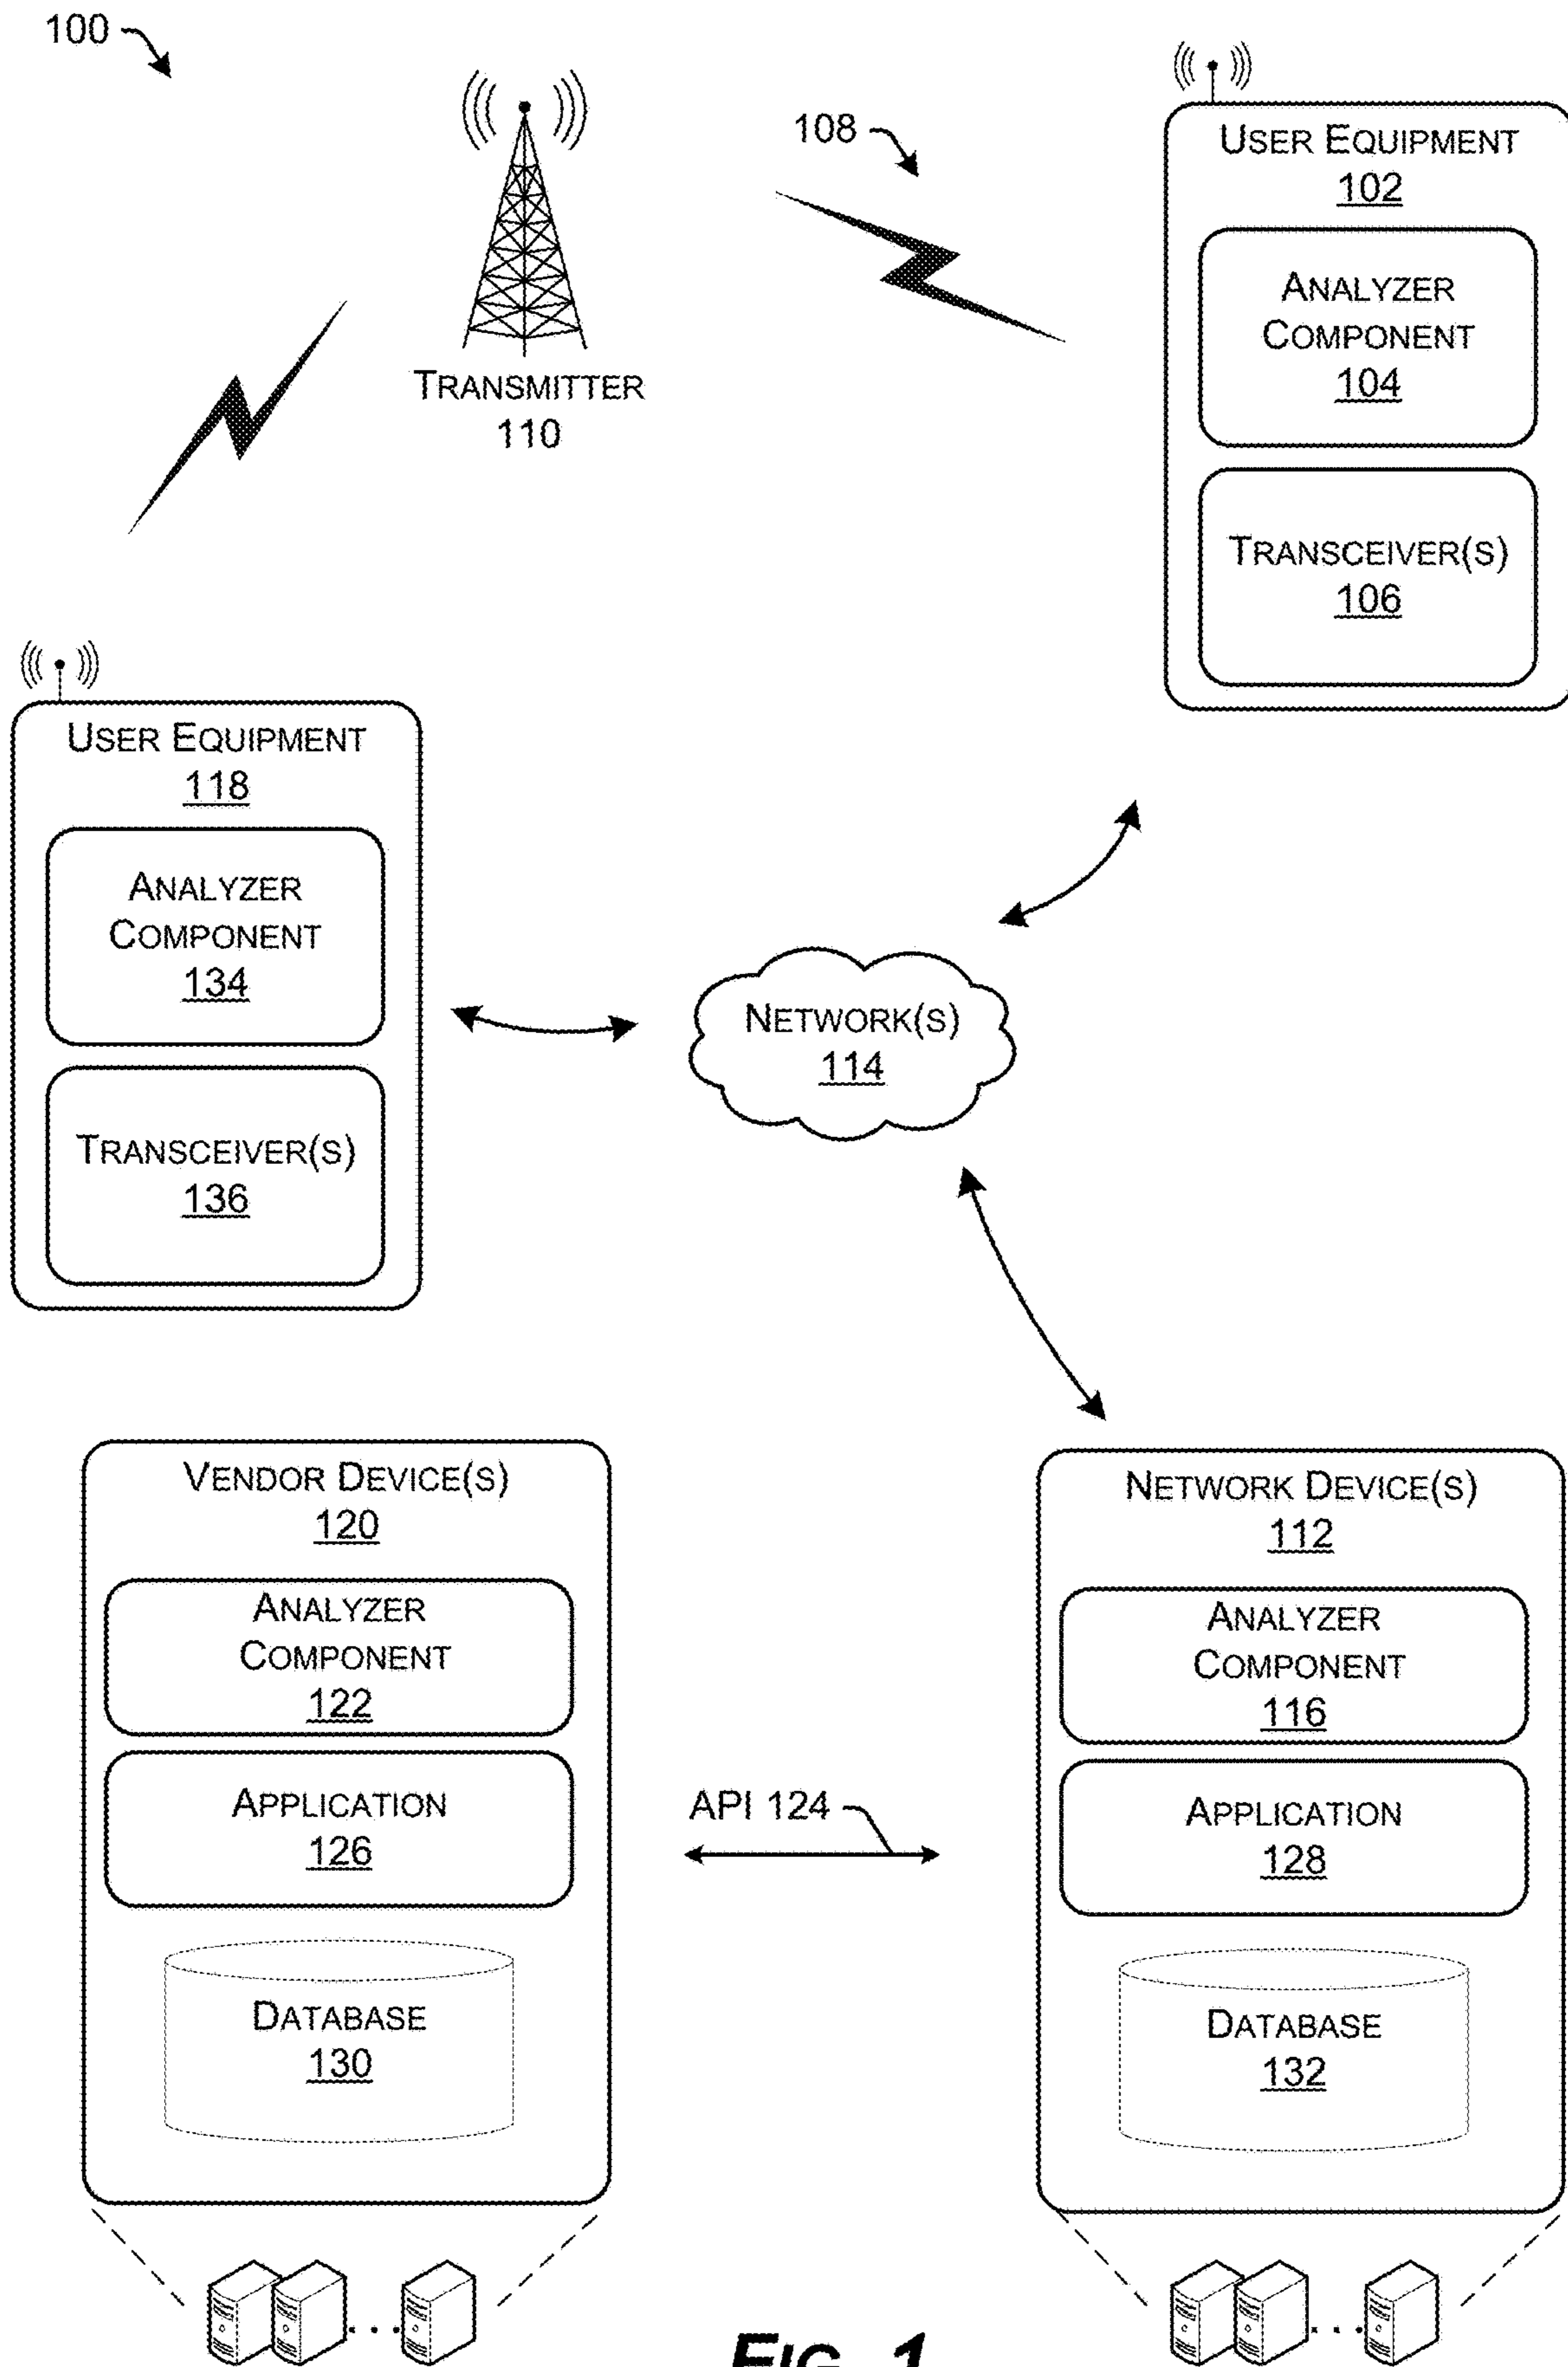 100
108
TRANSMITTER
110
USER EQUIPMENT
102
ANALYZER
COMPONENT
104
TRANSCEIVER(S)
106
USER EQUIPMENT
118
ANALYZER
COMPONENT
134
TRANSCEIVER(S)
136
NETWORK(S)
114
VENDOR DEVICE(S)
120
ANALYZER
COMPONENT
122
APPLICATION
126
DATABASE
130
API 124
NETWORK DEVICE(S)
112
ANALYZER
COMPONENT
116
APPLICATION
128
DATABASE
132
FIG. 1